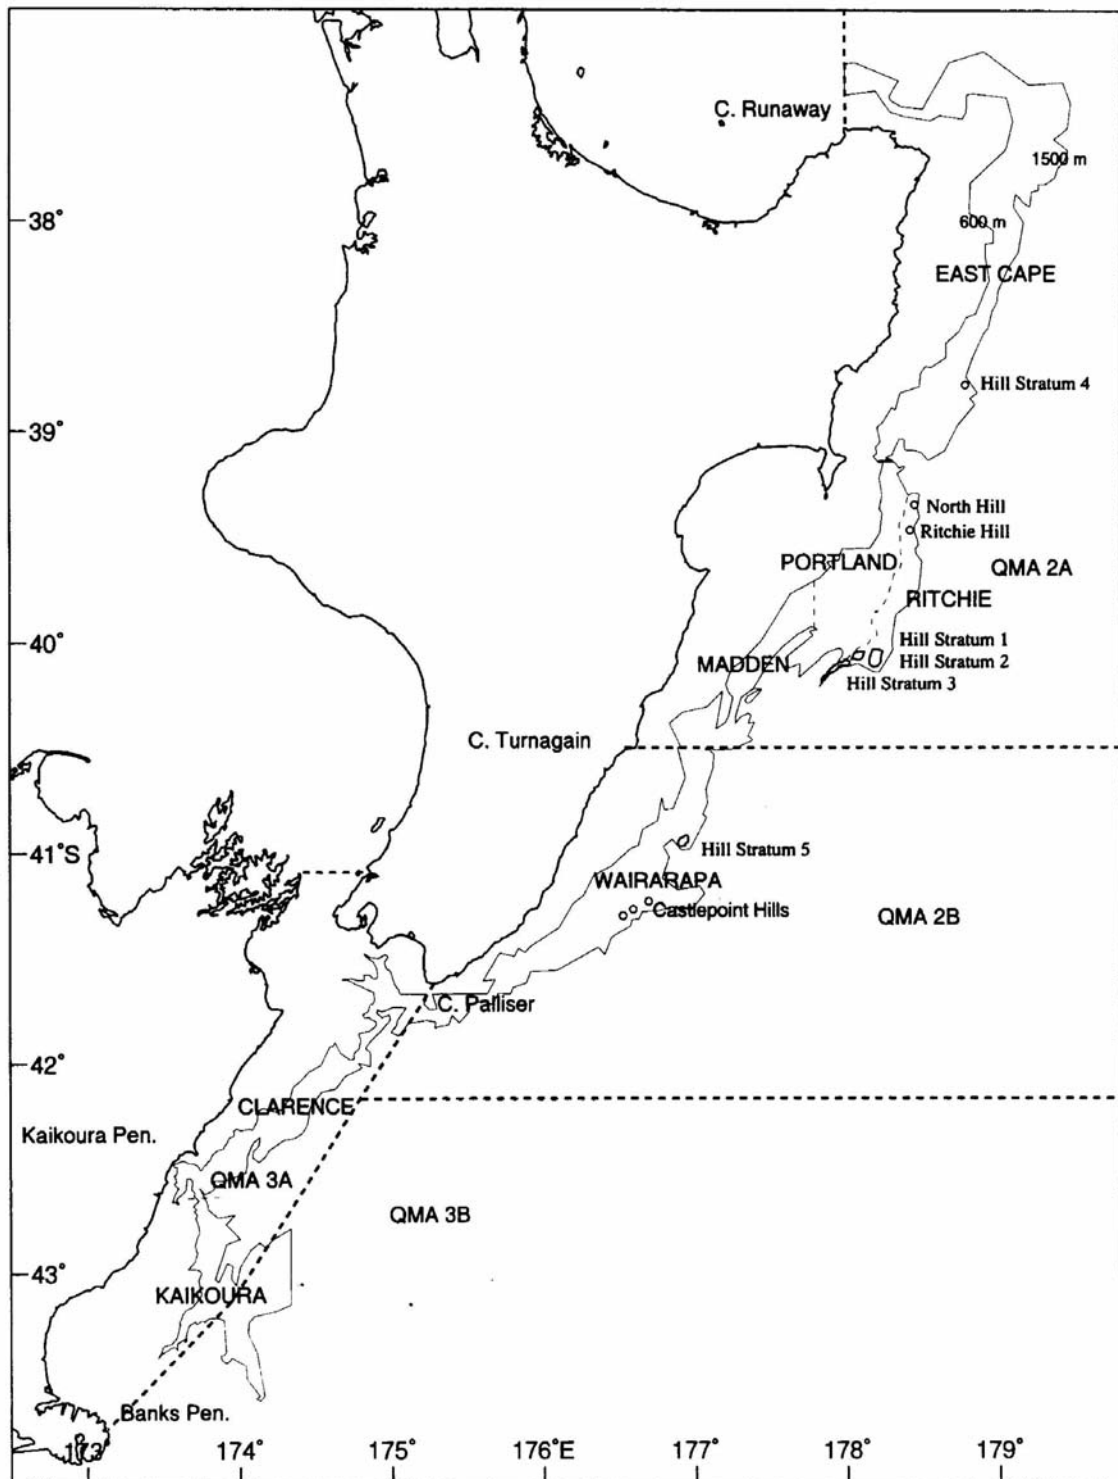 C. Runaway
1500 m
38°
600 m
EAST CAPE
Hill Stratum 4
39°
North Hill
Ritchie Hill
PORTLAND
QMA 2A
RITCHIE
40°
Hill Stratum 1
MADDEN
Hill Stratum 2
Hill Stratum 3
C. Turnagain
41°S
Hill Stratum 5
WAIRARAPA
Castlepoint Hills
QMA 2B
C. Palliser
42°
CLARENCE
Kaikoura Pen.
QMA 3A
QMA 3B
43°
KAIKOURA
Banks Pen.
173 174° 175° 176°E 177° 178° 179°